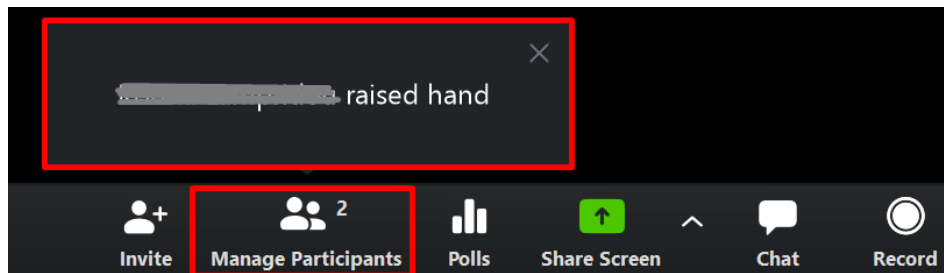 raised hand
2
Invite
Manage Participants
Polls
Share Screen
Chat
Record